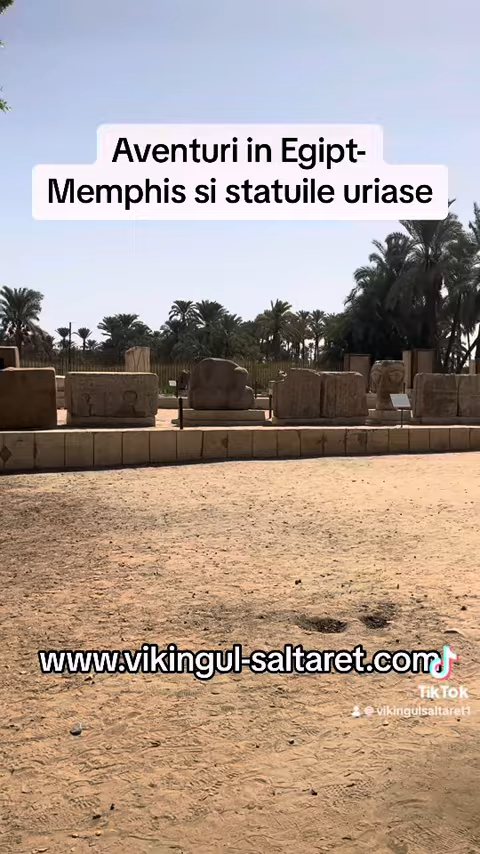 Aventuri in Egipt-
Memphis si statuile uriase
www.vikingul-saltaret.com
TikTok
@vikingulsaltaret1